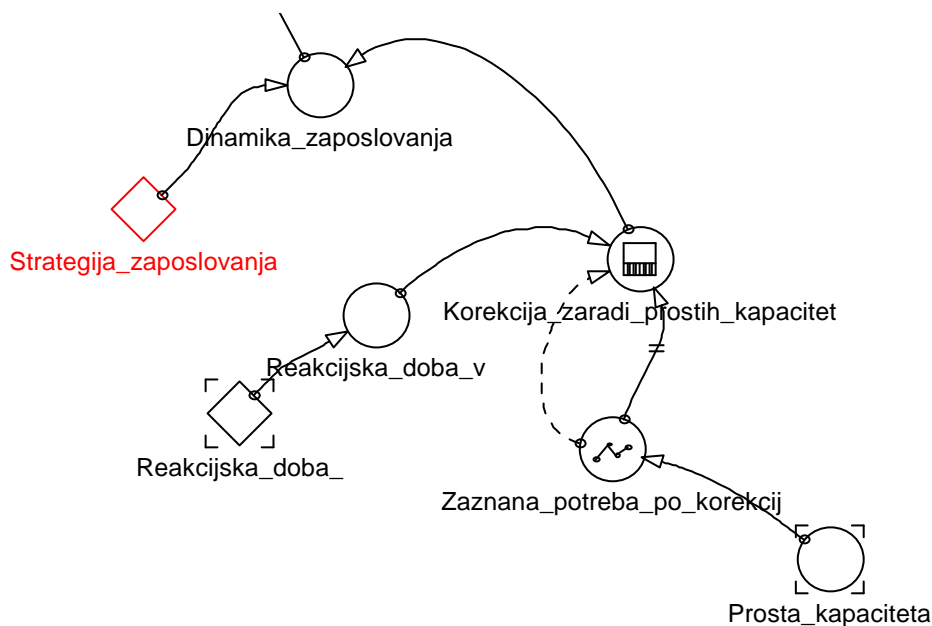 Dinamika_zaposlovanja
Strategija_zaposlovanja
Korekcija_zaradi_prostih_kapacitet
Reakcijska_doba_v
Reakcijska_doba_
Zaznana_potreba_po_korekcij
Prosta_kapaciteta